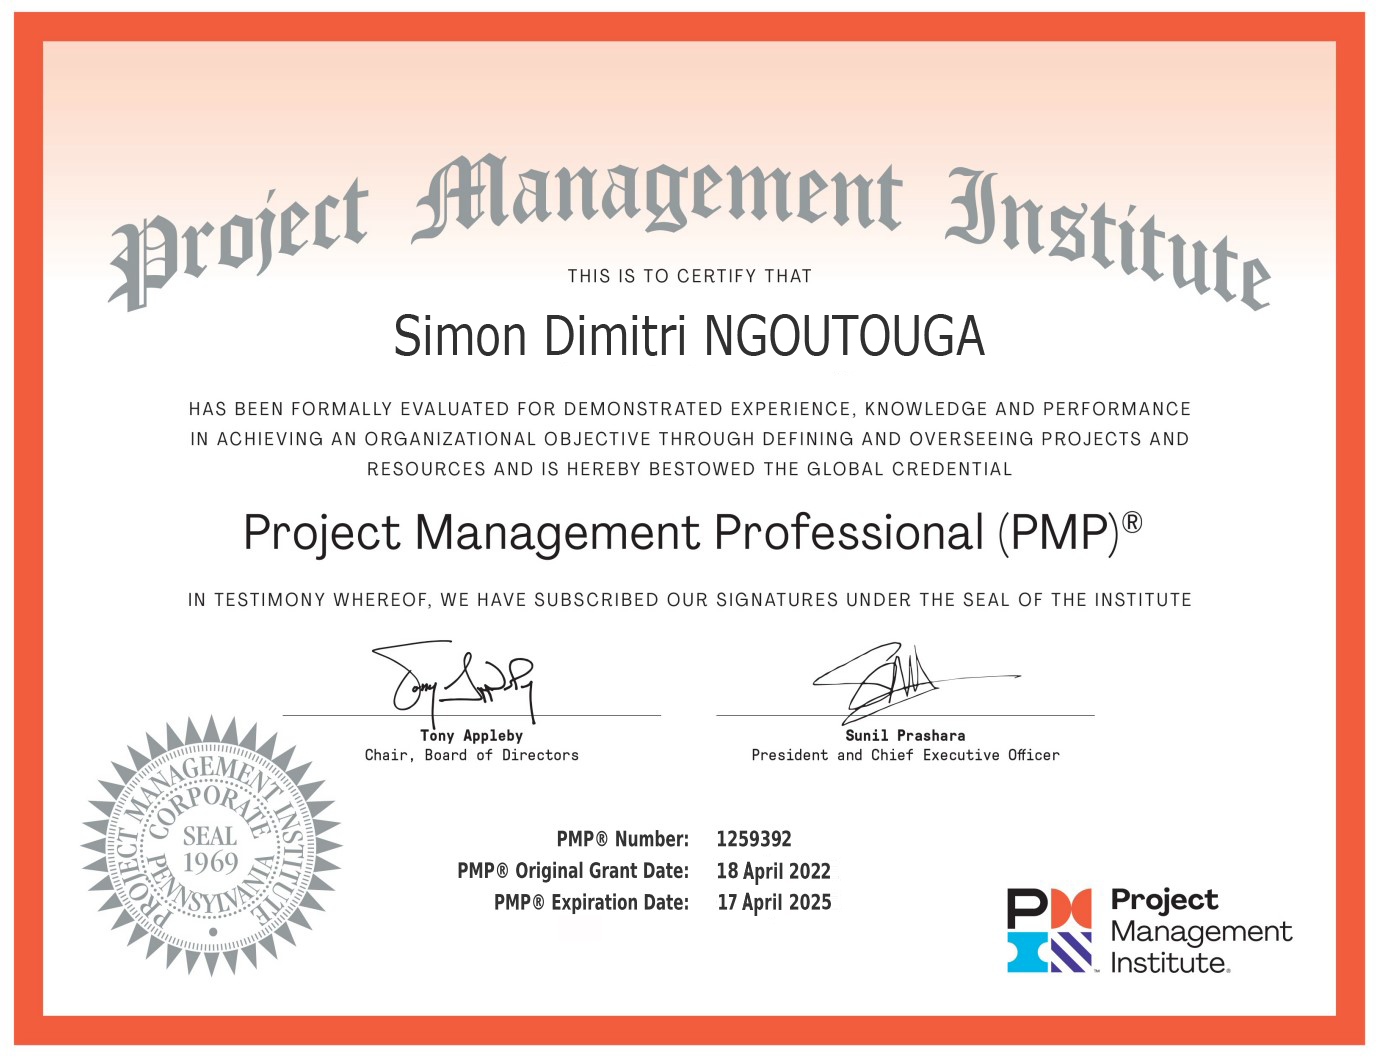 Project Management Institute
THIS IS TO CERTIFY THAT
Simon Dimitri NGOUTOUGA
HAS BEEN FORMALLY EVALUATED FOR DEMONSTRATED EXPERIENCE, KNOWLEDGE AND PERFORMANCE
IN ACHIEVING AN ORGANIZATIONAL OBJECTIVE THROUGH DEFINING AND OVERSEEING PROJECTS AND
RESOURCES AND IS HEREBY BESTOWED THE GLOBAL CREDENTIAL
Project Management Professional (PMP)®
IN TESTIMONY WHEREOF, WE HAVE SUBSCRIBED OUR SIGNATURES UNDER THE SEAL OF THE INSTITUTE
Tony Appleby
Tony Appleby
Chair, Board of Directors
Sunil Prashara
President and Chief Executive Officer
PROJECT MANAGEMENT INSTITUTE
CORPORATE
SEAL
1969
PENNSYLVANIA
PMP® Number: 1259392
PMP® Original Grant Date: 18 April 2022
PMP® Expiration Date: 17 April 2025
PM
Project
Management
Institute.